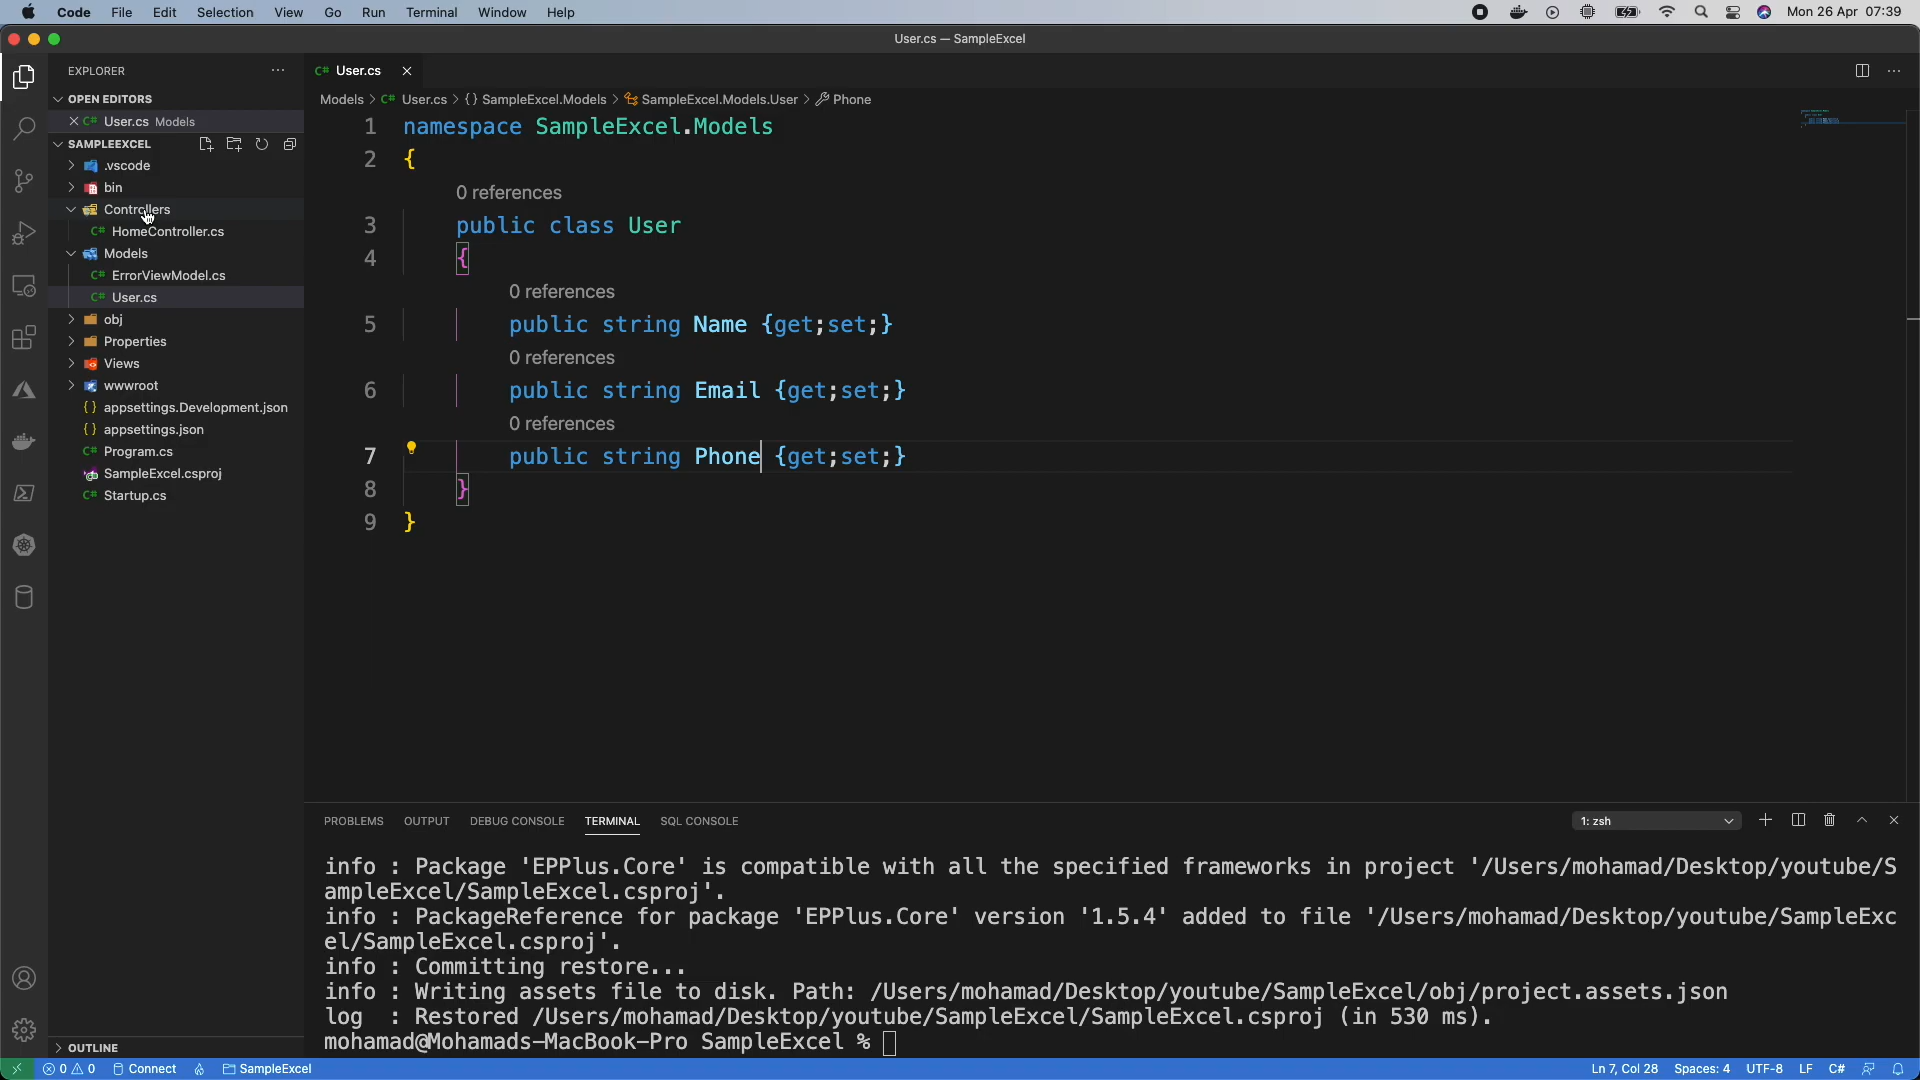 Code File Edit Selection View Go Run Terminal Window Help Mon 26 Apr 07:39
User.cs — SampleExcel
EXPLORER
C# User.cs
OPEN EDITORS
C# User.cs Models
SAMPLEEXCEL
.vscode
bin
Controllers
C# HomeController.cs
Models
C# ErrorViewModel.cs
C# User.cs
obj
Properties
Views
wwwroot
{} appsettings.Development.json
{} appsettings.json
C# Program.cs
SampleExcel.csproj
C# Startup.cs
OUTLINE
Models > C# User.cs > {} SampleExcel.Models > SampleExcel.Models.User > Phone
1 namespace SampleExcel.Models
2 {
0 references
3 public class User
4 {
0 references
5 public string Name {get;set;}
0 references
6 public string Email {get;set;}
0 references
7 public string Phone {get;set;}
8 }
9 }
PROBLEMS OUTPUT DEBUG CONSOLE TERMINAL SQL CONSOLE 1: zsh
info : Package 'EPPlus.Core' is compatible with all the specified frameworks in project '/Users/mohamad/Desktop/youtube/S
ampleExcel/SampleExcel.csproj'.
info : PackageReference for package 'EPPlus.Core' version '1.5.4' added to file '/Users/mohamad/Desktop/youtube/SampleExc
el/SampleExcel.csproj'.
info : Committing restore...
info : Writing assets file to disk. Path: /Users/mohamad/Desktop/youtube/SampleExcel/obj/project.assets.json
log  : Restored /Users/mohamad/Desktop/youtube/SampleExcel/SampleExcel.csproj (in 530 ms).
mohamad@Mohamads-MacBook-Pro SampleExcel %
0 0 Connect SampleExcel Ln 7, Col 28 Spaces: 4 UTF-8 LF C#